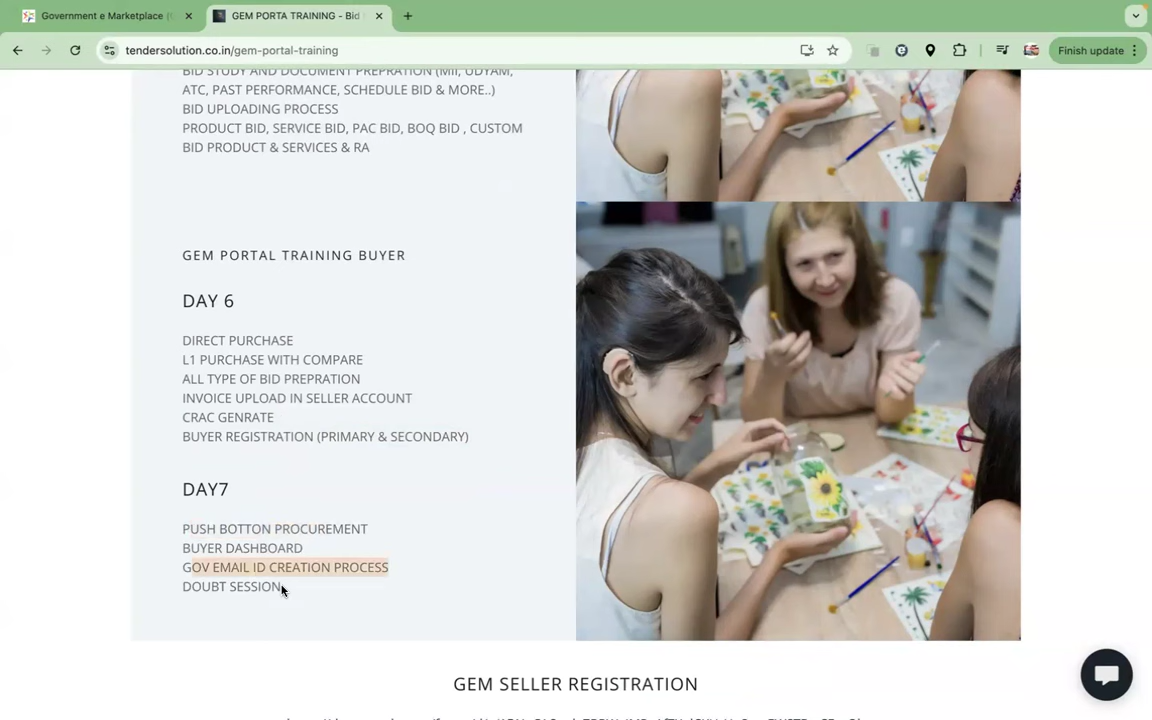 Government e Marketplace (
GEM PORTA TRAINING - Bid
tendersolution.co.in/gem-portal-training
Finish update
BID STUDY AND DOCUMENT PREPRATION (MII, UDYAM,
ATC, PAST PERFORMANCE, SCHEDULE BID & MORE..)
BID UPLOADING PROCESS
PRODUCT BID, SERVICE BID, PAC BID, BOQ BID , CUSTOM
BID PRODUCT & SERVICES & RA
GEM PORTAL TRAINING BUYER
DAY 6
DIRECT PURCHASE
L1 PURCHASE WITH COMPARE
ALL TYPE OF BID PREPRATION
INVOICE UPLOAD IN SELLER ACCOUNT
CRAC GENRATE
BUYER REGISTRATION (PRIMARY & SECONDARY)
DAY7
PUSH BOTTON PROCUREMENT
BUYER DASHBOARD
GOV EMAIL ID CREATION PROCESS
DOUBT SESSION
GEM SELLER REGISTRATION